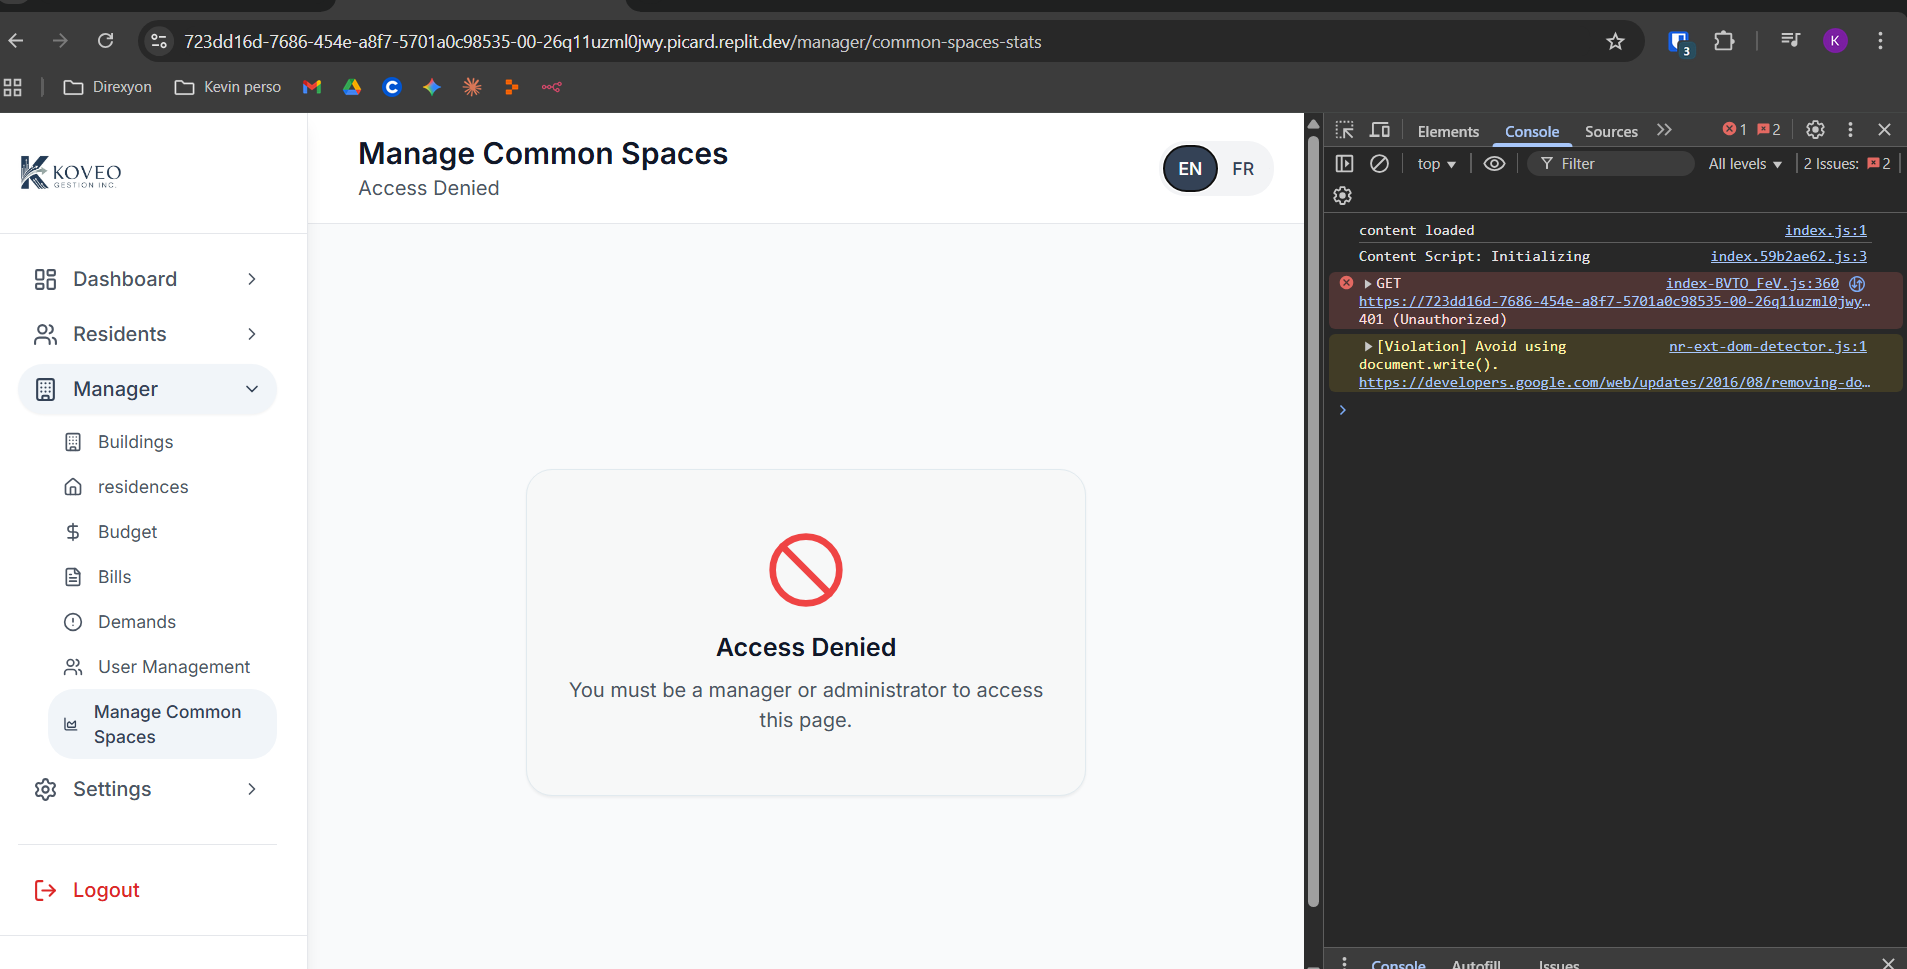 723dd16d-7686-454e-a8f7-5701a0c98535-00-26q11uzml0jwy.picard.replit.dev/manager/common-spaces-stats
3
K
Direxyon
Kevin perso
KOVEO
GESTION INC.
Dashboard
Residents
Manager
Buildings
residences
Budget
Bills
Demands
User Management
Manage Common
Spaces
Settings
Logout
Manage Common Spaces
Access Denied
EN FR
Access Denied
You must be a manager or administrator to access
this page.
Elements Console Sources 1 2
top Filter All levels 2 Issues: 2
content loaded index.js:1
Content Script: Initializing index.59b2ae62.js:3
GET index-BVTO_FeV.js:360
https://723dd16d-7686-454e-a8f7-5701a0c98535-00-26q11uzml0jwy…
401 (Unauthorized)
[Violation] Avoid using nr-ext-dom-detector.js:1
document.write().
https://developers.google.com/web/updates/2016/08/removing-do…
Console Autofill Issues